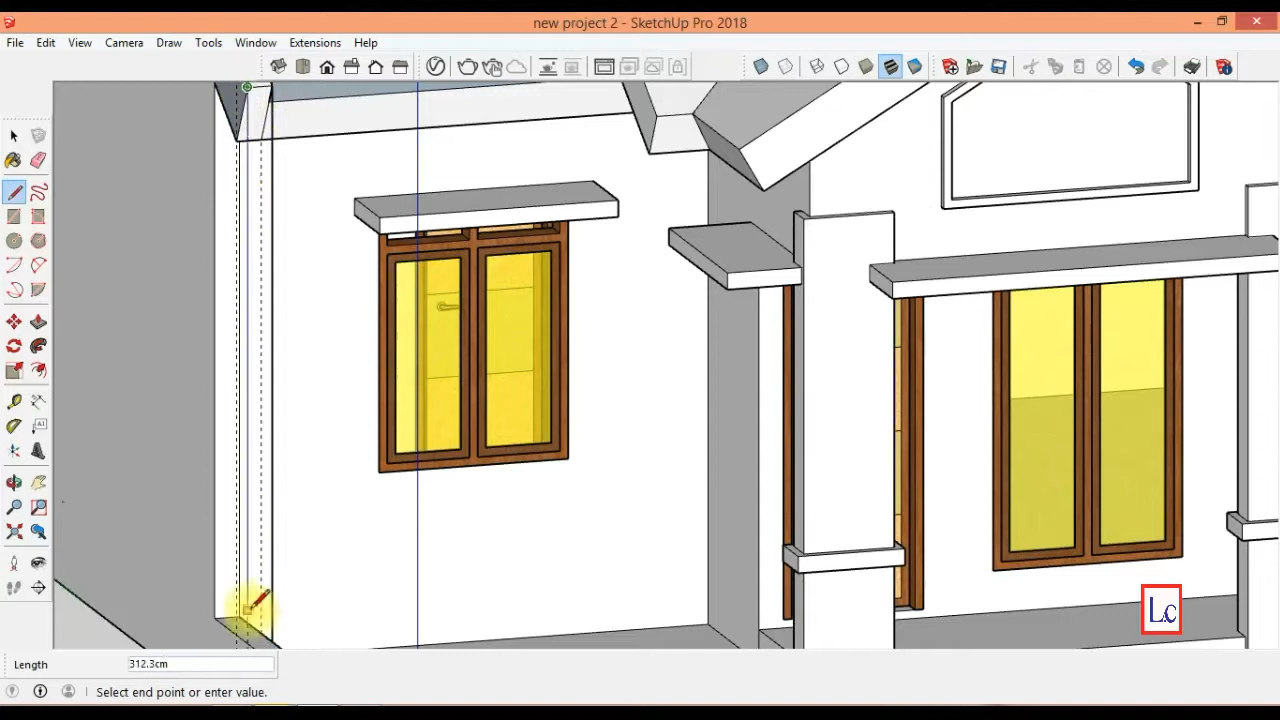 new project 2 - SketchUp Pro 2018
File Edit View Camera Draw Tools Window Extensions Help
A1
Lc
Length 312.3cm
Select end point or enter value.